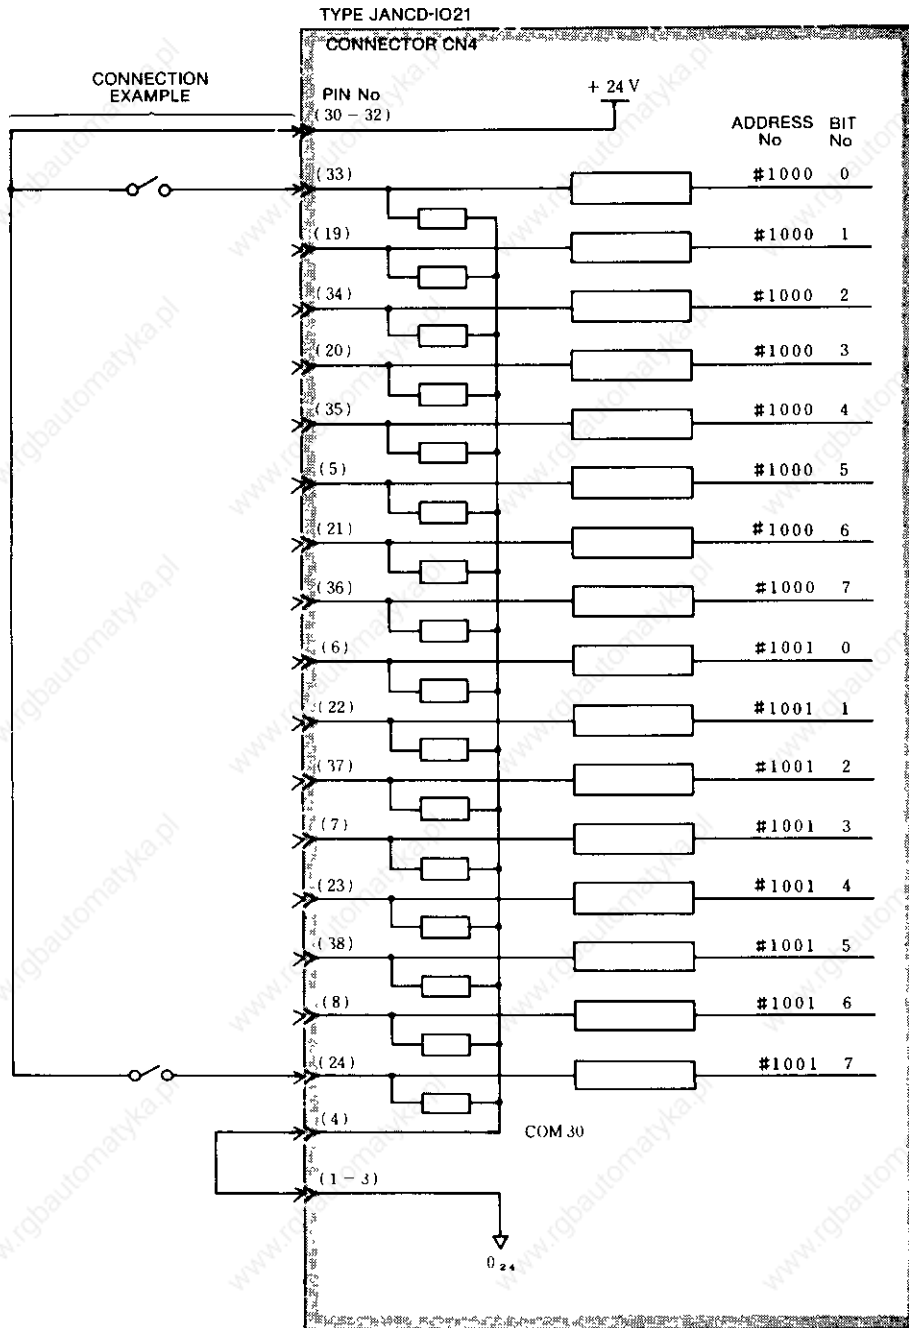 TYPE JANCD-IO21
CONNECTOR CN4
CONNECTION
EXAMPLE
PIN No
+ 24 V
ADDRESS No
BIT No
(30 - 32)
(33) #1000 0
(19) #1000 1
(34) #1000 2
(20) #1000 3
(35) #1000 4
(5) #1000 5
(21) #1000 6
(36) #1000 7
(6) #1001 0
(22) #1001 1
(37) #1001 2
(7) #1001 3
(23) #1001 4
(38) #1001 5
(8) #1001 6
(24) #1001 7
(4) COM 30
(1 - 3)
0 24
www.rgbautomatyka.pl